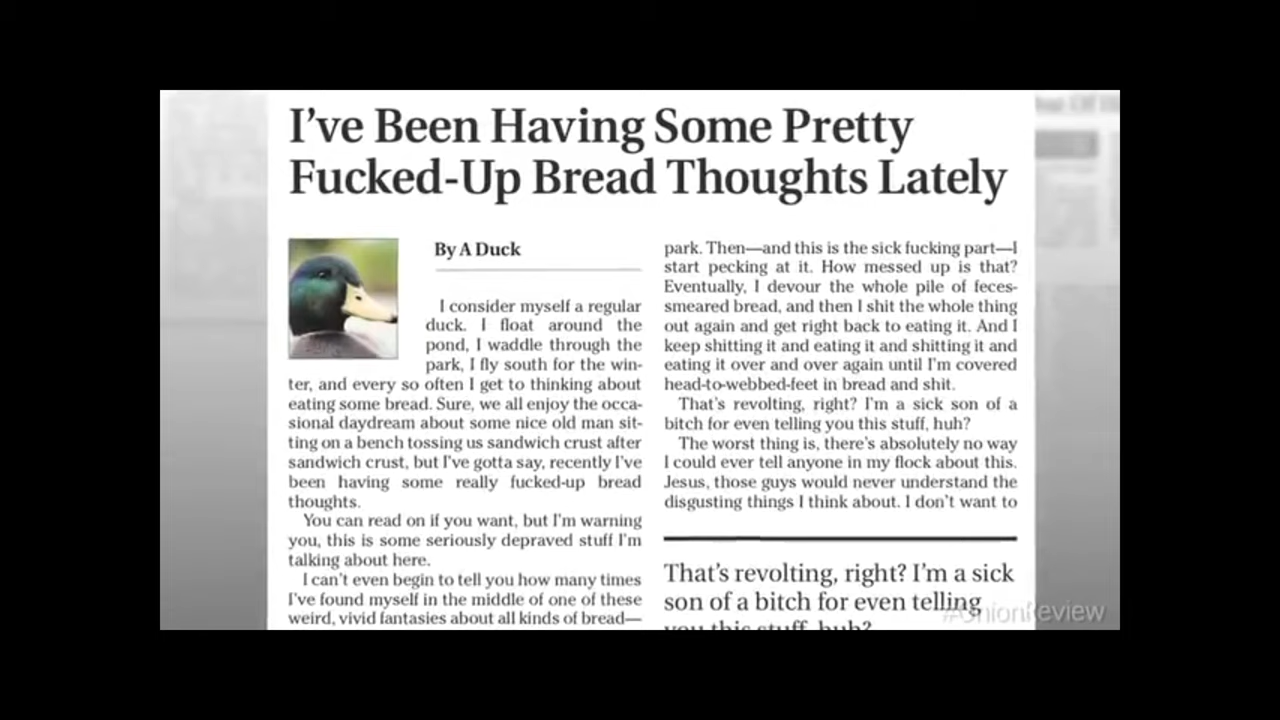 I've Been Having Some Pretty
Fucked-Up Bread Thoughts Lately
By A Duck
I consider myself a regular
duck. I float around the
pond, I waddle through the
park, I fly south for the win-
ter, and every so often I get to thinking about
eating some bread. Sure, we all enjoy the occa-
sional daydream about some nice old man sit-
ting on a bench tossing us sandwich crust after
sandwich crust, but I've gotta say, recently I've
been having some really fucked-up bread
thoughts.
You can read on if you want, but I'm warning
you, this is some seriously depraved stuff I'm
talking about here.
I can't even begin to tell you how many times
I've found myself in the middle of one of these
weird, vivid fantasies about all kinds of bread—
park. Then—and this is the sick fucking part—I
start pecking at it. How messed up is that?
Eventually, I devour the whole pile of feces-
smeared bread, and then I shit the whole thing
out again and get right back to eating it. And I
keep shitting it and eating it and shitting it and
eating it over and over again until I'm covered
head-to-webbed-feet in bread and shit.
That's revolting, right? I'm a sick son of a
bitch for even telling you this stuff, huh?
The worst thing is, there's absolutely no way
I could ever tell anyone in my flock about this.
Jesus, those guys would never understand the
disgusting things I think about. I don't want to
That's revolting, right? I'm a sick
son of a bitch for even telling
you this stuff, huh?
#OnionReview